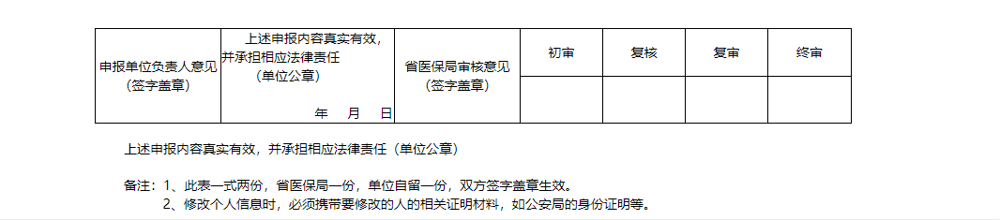 申报单位负责人意见
（签字盖章）
上述申报内容真实有效，
并承担相应法律责任
（单位公章）
年 月 日
省医保局审核意见
（签字盖章）
初审 复核 复审 终审
上述申报内容真实有效，并承担相应法律责任（单位公章）
备注：1、此表一式两份，省医保局一份，单位自留一份，双方签字盖章生效。
2、修改个人信息时，必须携带要修改的人的相关证明材料，如公安局的身份证明等。